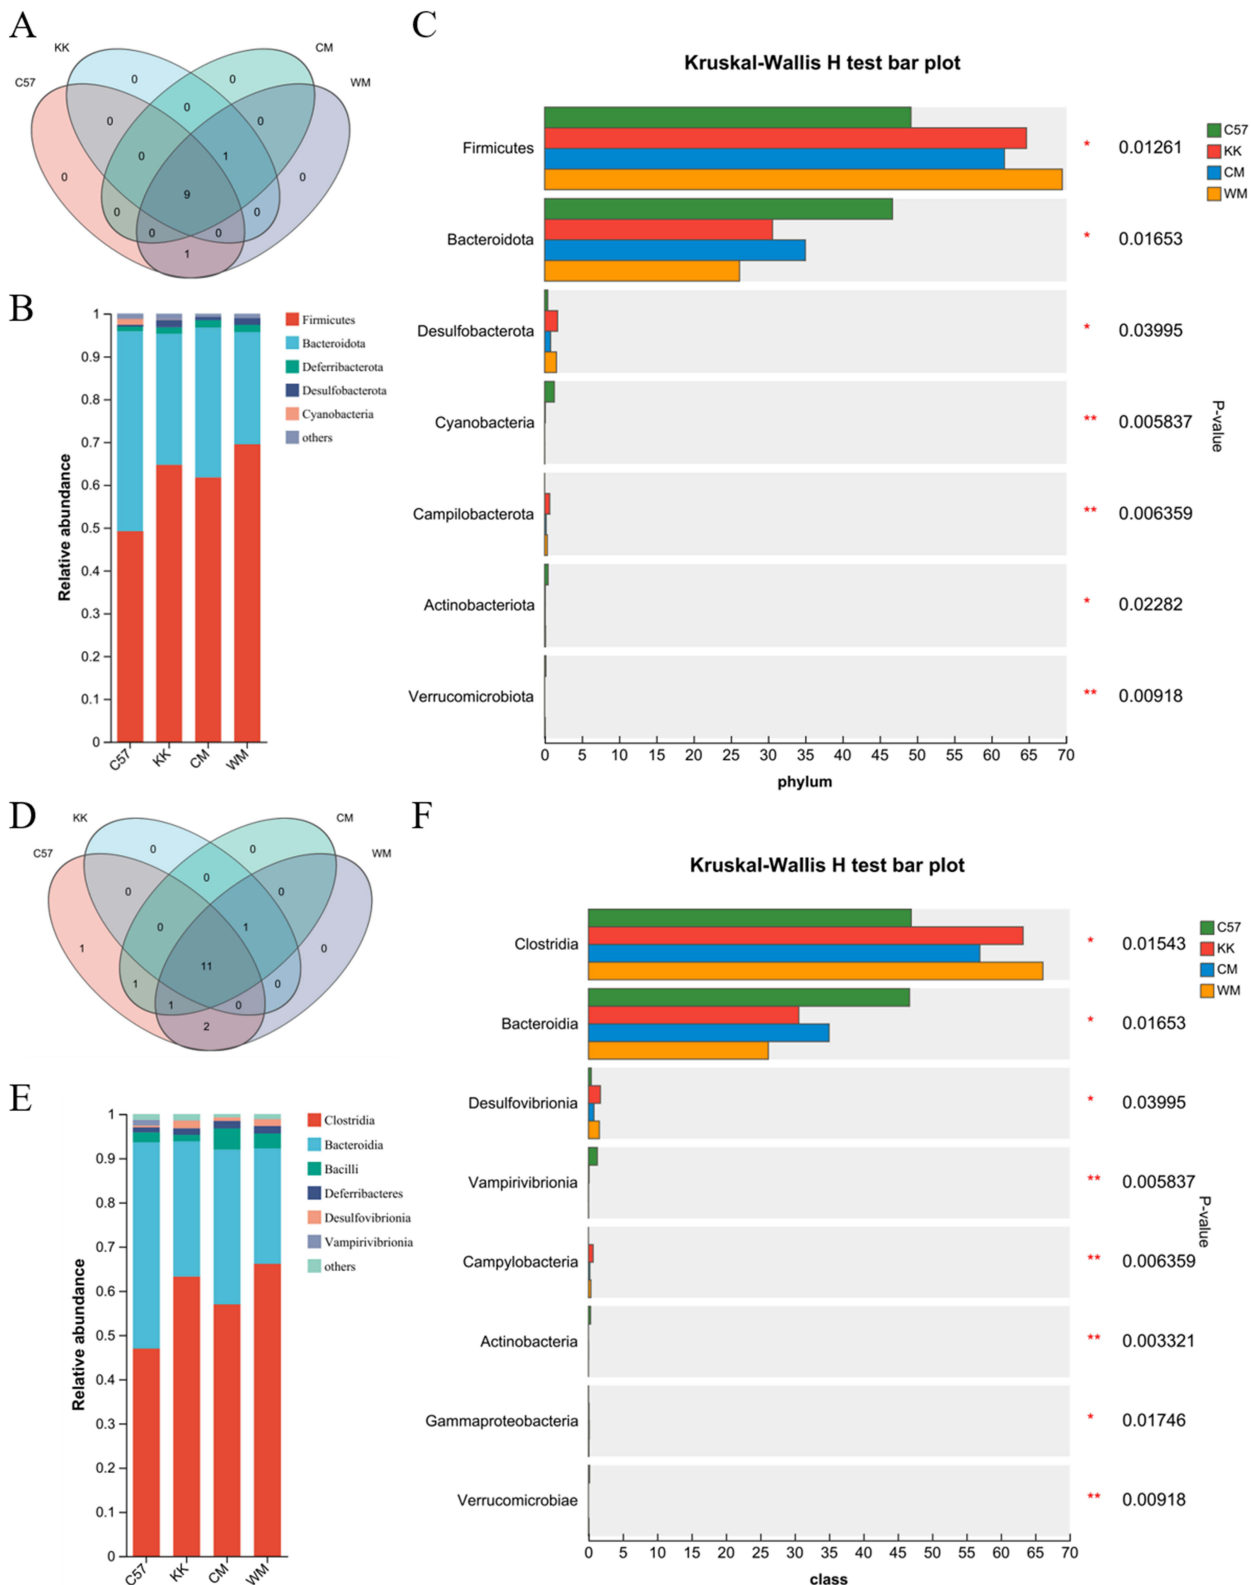 A
KK
CM
C57
WM
0
0
0
0
0
0
1
0
0
9
0
0
0
0
1
B
1
0.9
0.8
0.7
0.6
0.5
0.4
0.3
0.2
0.1
0
Relative abundance
C57
KK
CM
WM
Firmicutes
Bacteroidota
Deferribacterota
Desulfobacterota
Cyanobacteria
others
C
Kruskal-Wallis H test bar plot
Firmicutes * 0.01261
Bacteroidota * 0.01653
Desulfobacterota * 0.03995
Cyanobacteria ** 0.005837
Campilobacterota ** 0.006359
Actinobacteriota * 0.02282
Verrucomicrobiota ** 0.00918
0 5 10 15 20 25 30 35 40 45 50 55 60 65 70
phylum
P-value
C57
KK
CM
WM
D
KK
CM
C57
WM
0
0
0
0
0
0
1
1
0
11
1
0
1
0
2
E
1
0.9
0.8
0.7
0.6
0.5
0.4
0.3
0.2
0.1
0
Relative abundance
C57
KK
CM
WM
Clostridia
Bacteroidia
Bacilli
Deferribacteres
Desulfovibrionia
Vampirivibrionia
others
F
Kruskal-Wallis H test bar plot
Clostridia * 0.01543
Bacteroidia * 0.01653
Desulfovibrionia * 0.03995
Vampirivibrionia ** 0.005837
Campylobacteria ** 0.006359
Actinobacteria ** 0.003321
Gammaproteobacteria * 0.01746
Verrucomicrobiae ** 0.00918
0 5 10 15 20 25 30 35 40 45 50 55 60 65 70
class
P-value
C57
KK
CM
WM